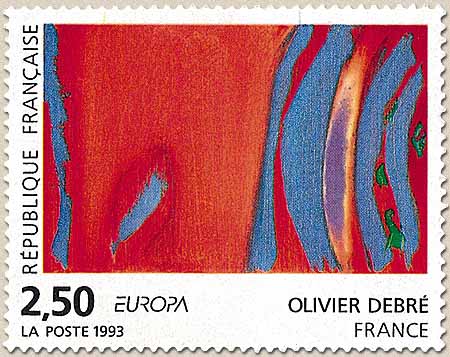 RÉPUBLIQUE FRANÇAISE
2,50 EUROPA
LA POSTE 1993
OLIVIER DEBRÉ
FRANCE